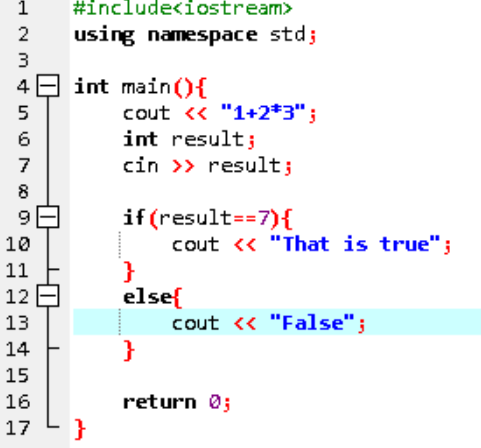 1 #include<iostream>
2 using namespace std;
3
4 int main(){
5 cout << "1+2*3";
6 int result;
7 cin >> result;
8
9 if(result==7){
10 cout << "That is true";
11 }
12 else{
13 cout << "False";
14 }
15
16 return 0;
17 }